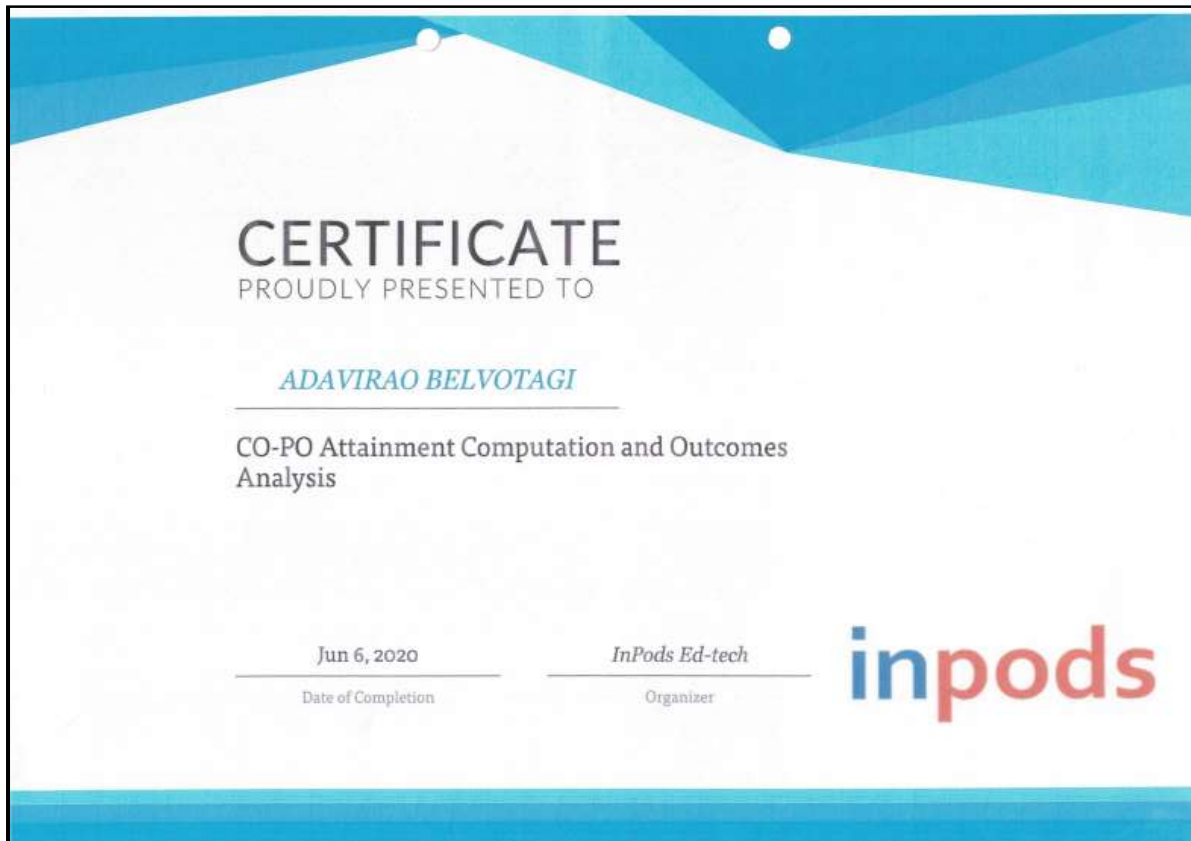 CERTIFICATE
PROUDLY PRESENTED TO
ADAVIRAO BELVOTAGI
CO-PO Attainment Computation and Outcomes
Analysis
Jun 6, 2020
Date of Completion
InPods Ed-tech
Organizer
inpods